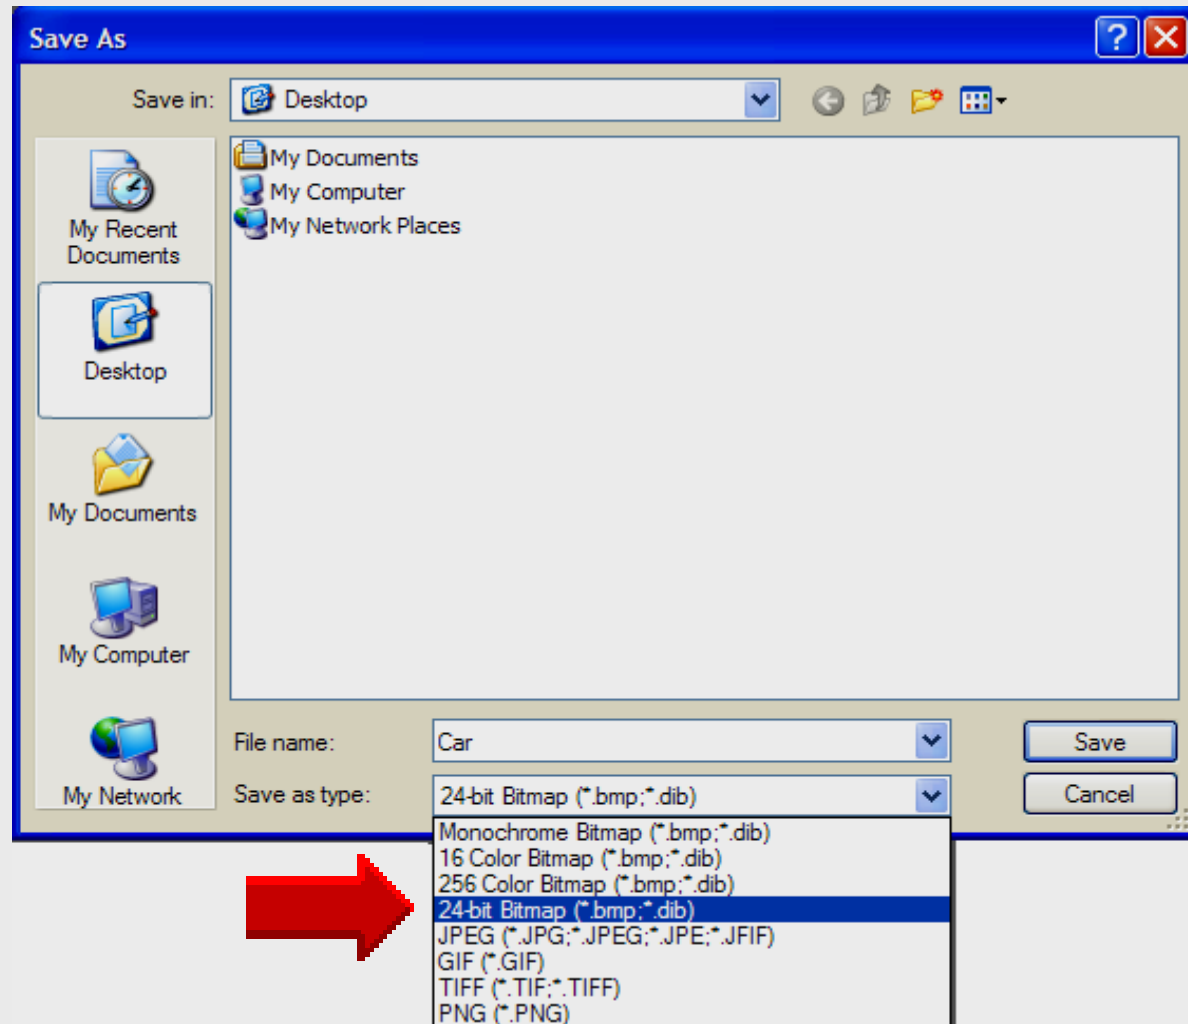 Save As
Save in:
Desktop
My Documents
My Computer
My Network Places
My Recent
Documents
Desktop
My Documents
My Computer
My Network
File name:
Car
Save
Save as type:
24-bit Bitmap (*.bmp;*.dib)
Cancel
Monochrome Bitmap (*.bmp;*.dib)
16 Color Bitmap (*.bmp;*.dib)
256 Color Bitmap (*.bmp;*.dib)
24-bit Bitmap (*.bmp;*.dib)
JPEG (*.JPG;*.JPEG;*.JPE;*.JFIF)
GIF (*.GIF)
TIFF (*.TIF;*.TIFF)
PNG (*.PNG)